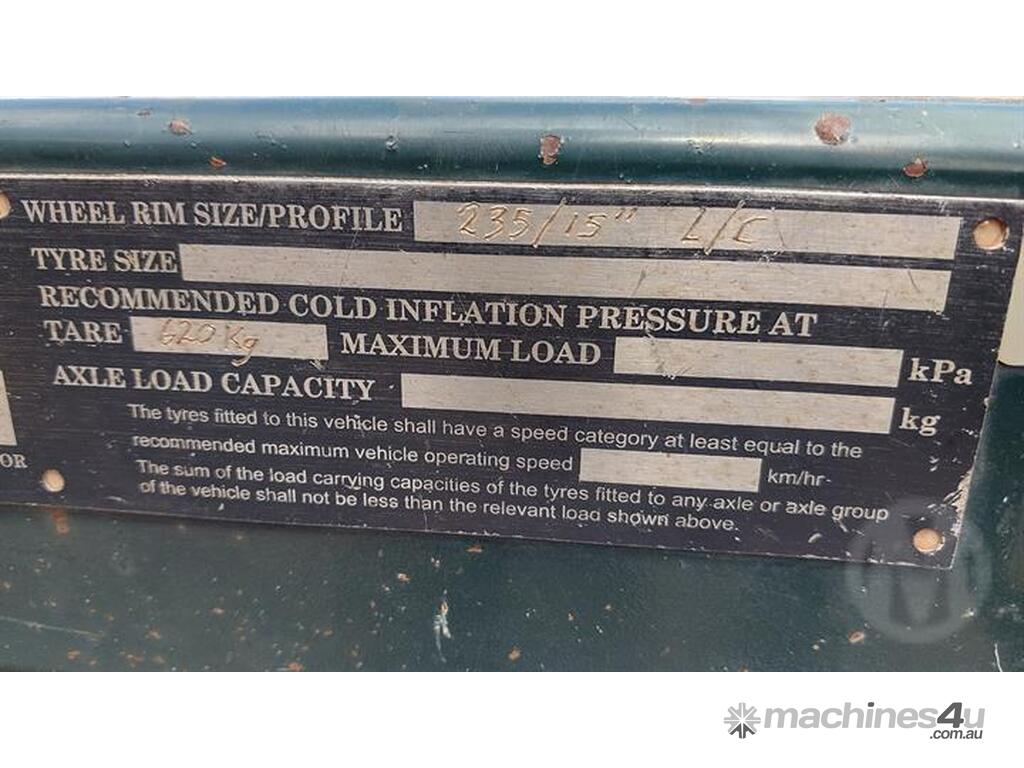 WHEEL RIM SIZE/PROFILE 235/15" L/C
TYRE SIZE
RECOMMENDED COLD INFLATION PRESSURE AT
TARE 620 Kg MAXIMUM LOAD kPa
AXLE LOAD CAPACITY kg
The tyres fitted to this vehicle shall have a speed category at least equal to the
recommended maximum vehicle operating speed km/hr-
The sum of the load carrying capacities of the tyres fitted to any axle or axle group
of the vehicle shall not be less than the relevant load shown above.
OR
machines4u
.com.au